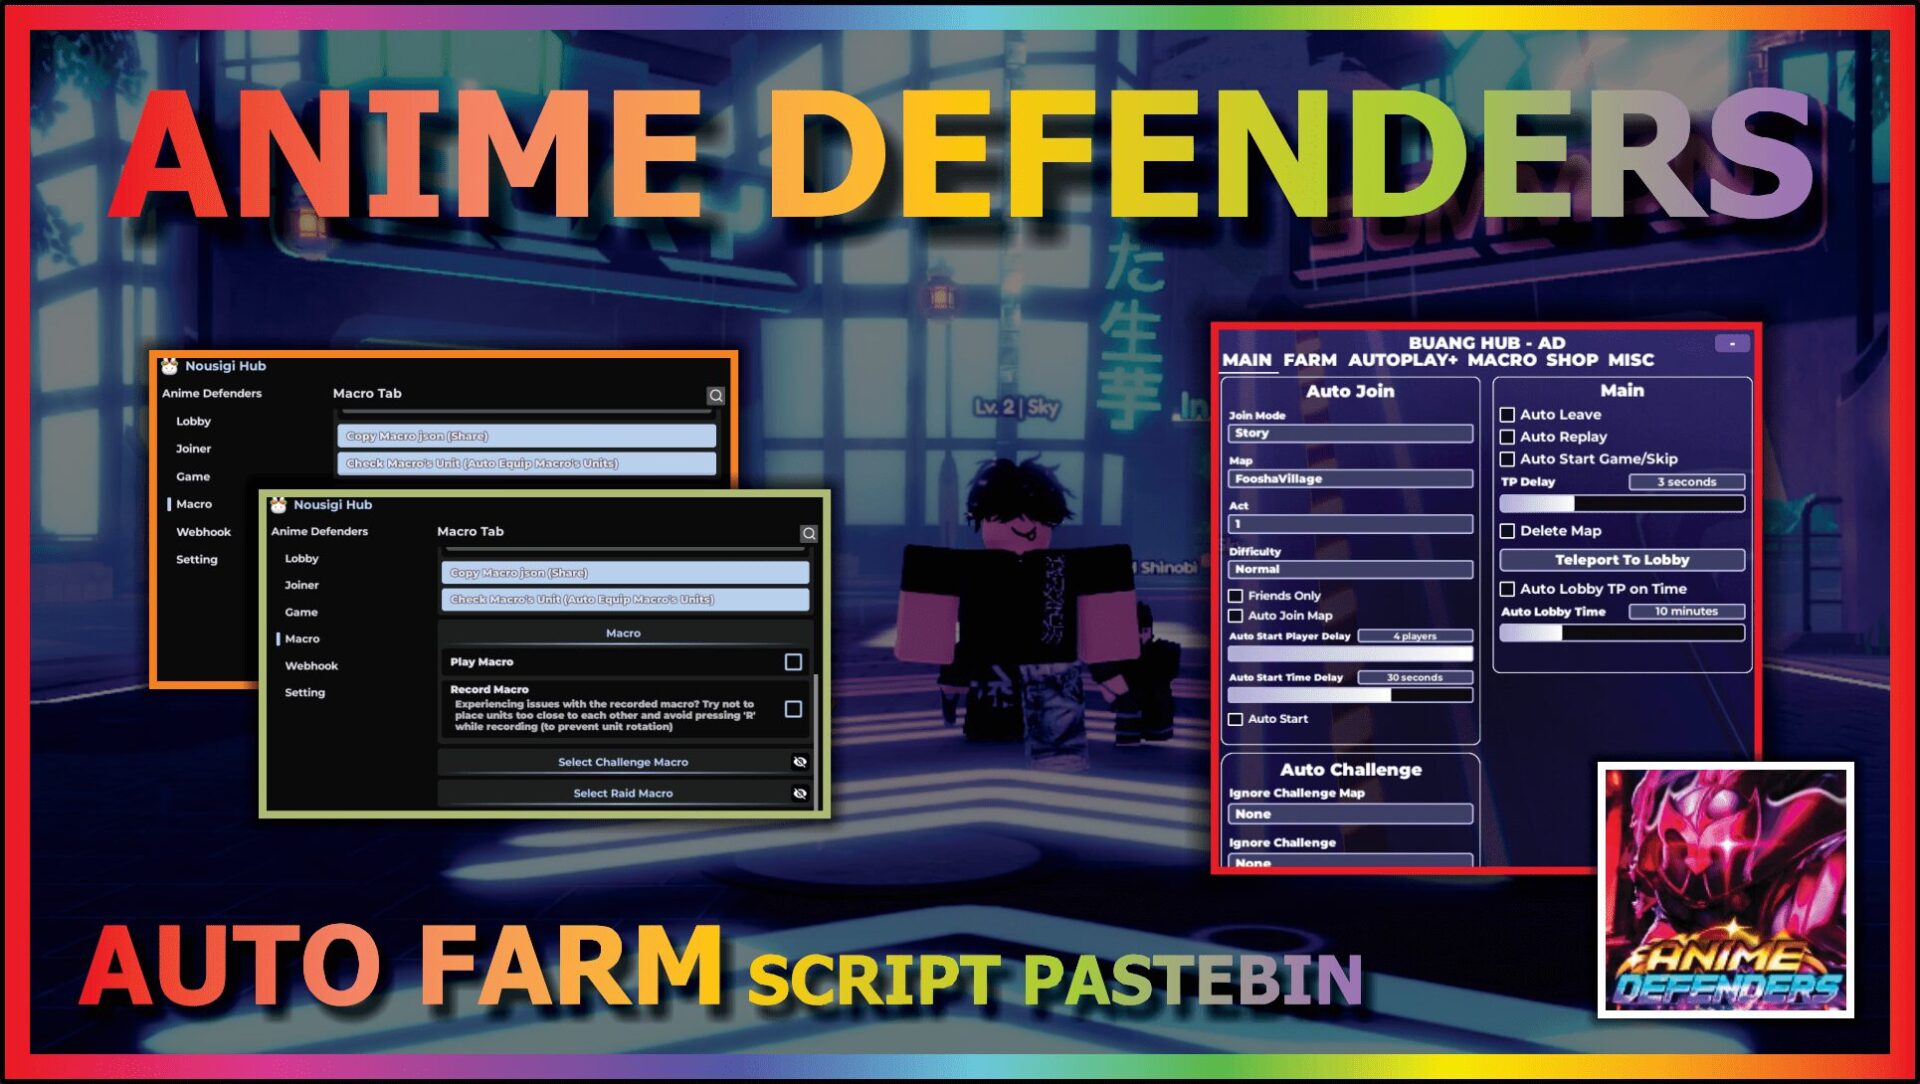 ANIME DEFENDERS
SUMMON
た生芋
Lv. 2 | Sky
In
Shinobi
Nousigi Hub
Anime Defenders
Macro Tab
Lobby
Joiner
Game
Macro
Webhook
Setting
Copy Macro json (Share)
Check Macro's Unit (Auto Equip Macro's Units)
Nousigi Hub
Anime Defenders
Macro Tab
Lobby
Joiner
Game
Macro
Webhook
Setting
Copy Macro json (Share)
Check Macro's Unit (Auto Equip Macro's Units)
Macro
Play Macro
Record Macro
Experiencing issues with the recorded macro? Try not to
place units too close to each other and avoid pressing 'R'
while recording (to prevent unit rotation)
Select Challenge Macro
Select Raid Macro
BUANG HUB - AD
-
MAIN FARM AUTOPLAY+ MACRO SHOP MISC
Auto Join
Join Mode
Story
Map
FooshaVillage
Act
1
Difficulty
Normal
Friends Only
Auto Join Map
Auto Start Player Delay 4 players
Auto Start Time Delay 30 seconds
Auto Start
Auto Challenge
Ignore Challenge Map
None
Ignore Challenge
None
Main
Auto Leave
Auto Replay
Auto Start Game/Skip
TP Delay 3 seconds
Delete Map
Teleport To Lobby
Auto Lobby TP on Time
Auto Lobby Time 10 minutes
AUTO FARM SCRIPT PASTEBIN
ANIME
DEFENDERS